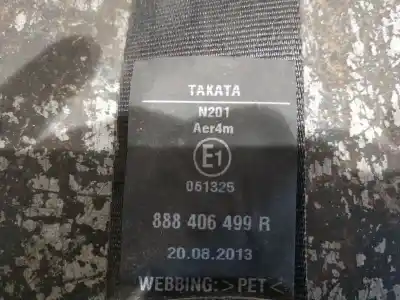 TAKATA
N201
Aer4m
E1
061325
888 406 499 R
20.08.2013
WEBBING:>PET<